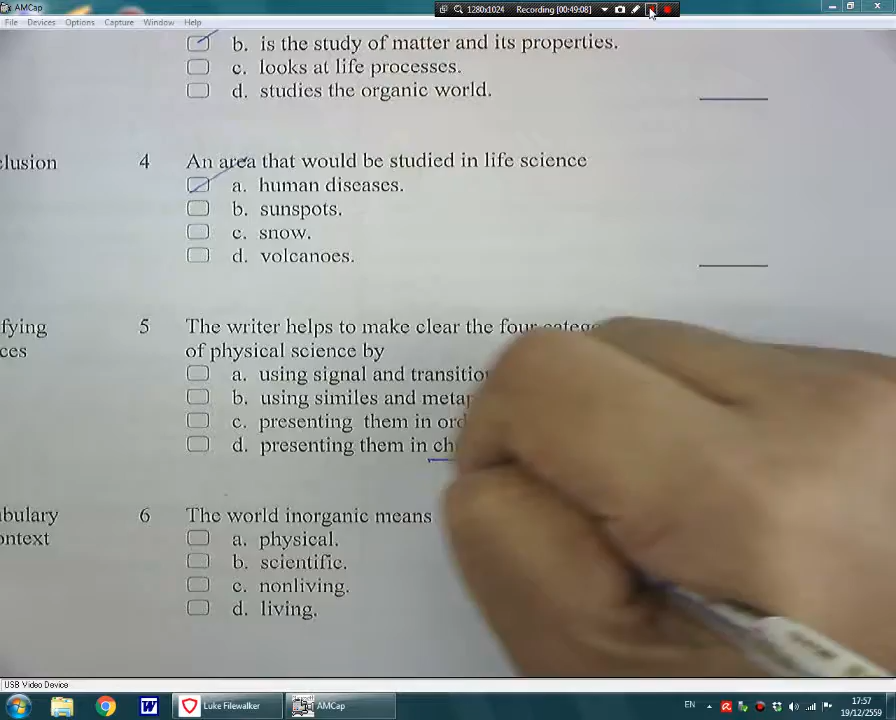 AMCap
1280x1024 Recording [00:49:08]
File Devices Options Capture Window Help
b. is the study of matter and its properties.
c. looks at life processes.
d. studies the organic world.
clusion 4 An area that would be studied in life science
a. human diseases.
b. sunspots.
c. snow.
d. volcanoes.
fying 5 The writer helps to make clear the four
ces of physical science by
a. using signal and
b. using similes and
c. presenting them in
d. presenting them in
bulary 6 The world inorganic means
ontext a. physical.
b. scientific.
c. nonliving.
d. living.
USB Video Device
Luke Filewalker AMCap EN 17:57
19/12/2559